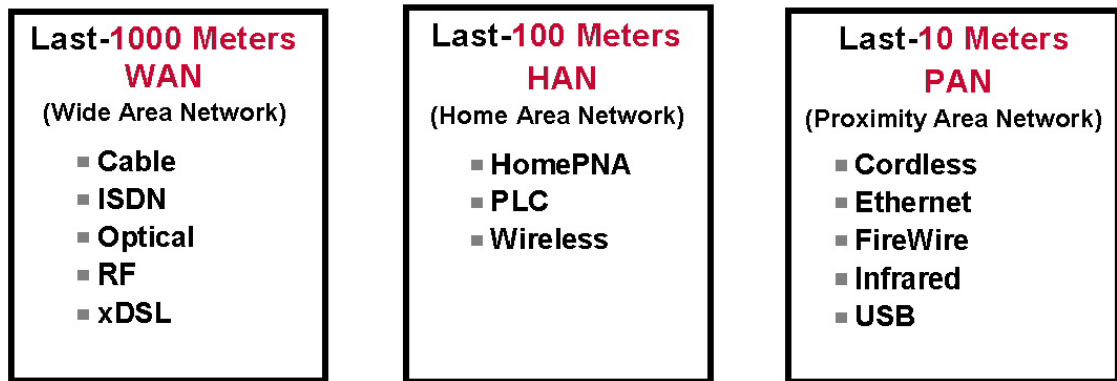 Last-1000 Meters
WAN
(Wide Area Network)
Cable
ISDN
Optical
RF
xDSL
Last-100 Meters
HAN
(Home Area Network)
HomePNA
PLC
Wireless
Last-10 Meters
PAN
(Proximity Area Network)
Cordless
Ethernet
FireWire
Infrared
USB